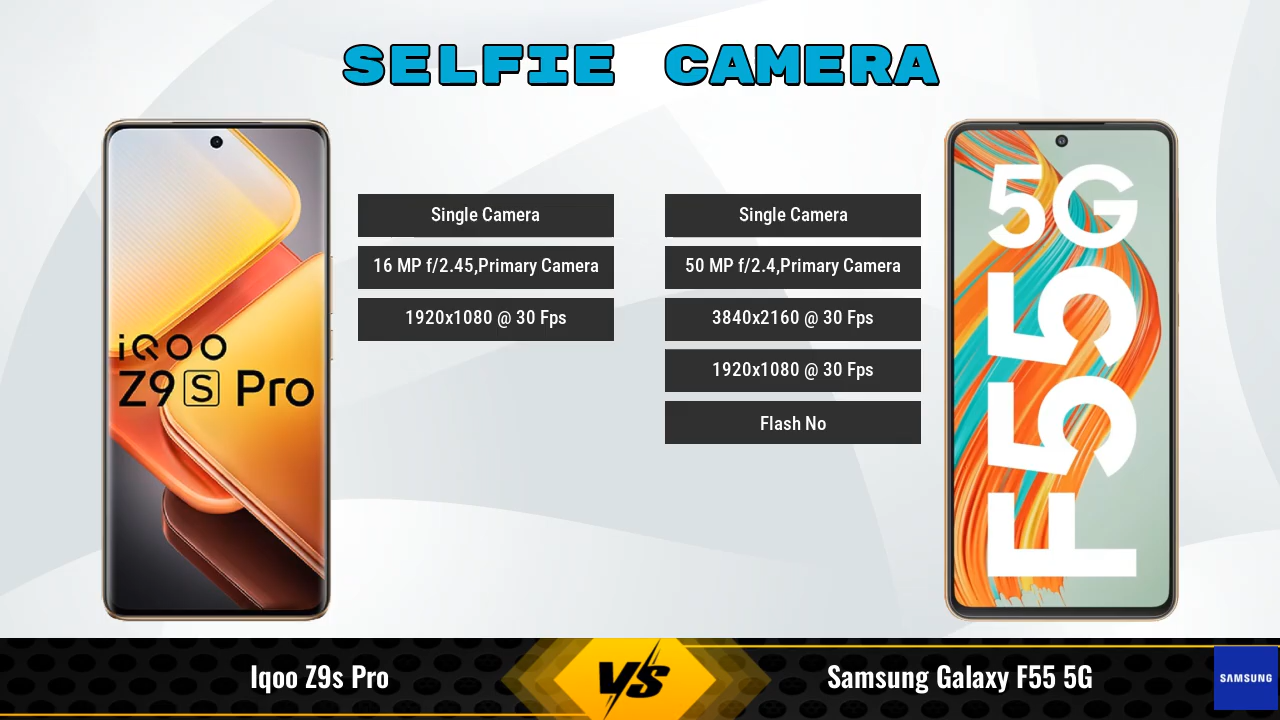 SELFIE CAMERA
iQOO
Z9S Pro
Single Camera
16 MP f/2.45,Primary Camera
1920x1080 @ 30 Fps
Single Camera
50 MP f/2.4,Primary Camera
3840x2160 @ 30 Fps
1920x1080 @ 30 Fps
Flash No
5G
F55
Iqoo Z9s Pro
VS
Samsung Galaxy F55 5G
SAMSUNG